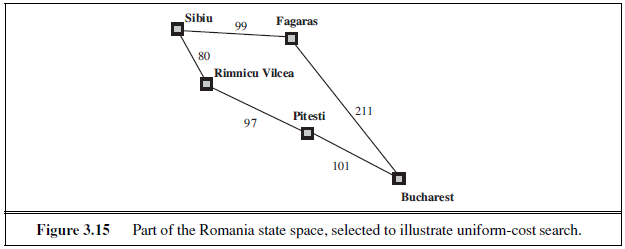 Sibiu
99
Fagaras
80
Rimnicu Vilcea
97
Pitesti
211
101
Bucharest
Figure 3.15 Part of the Romania state space, selected to illustrate uniform-cost search.